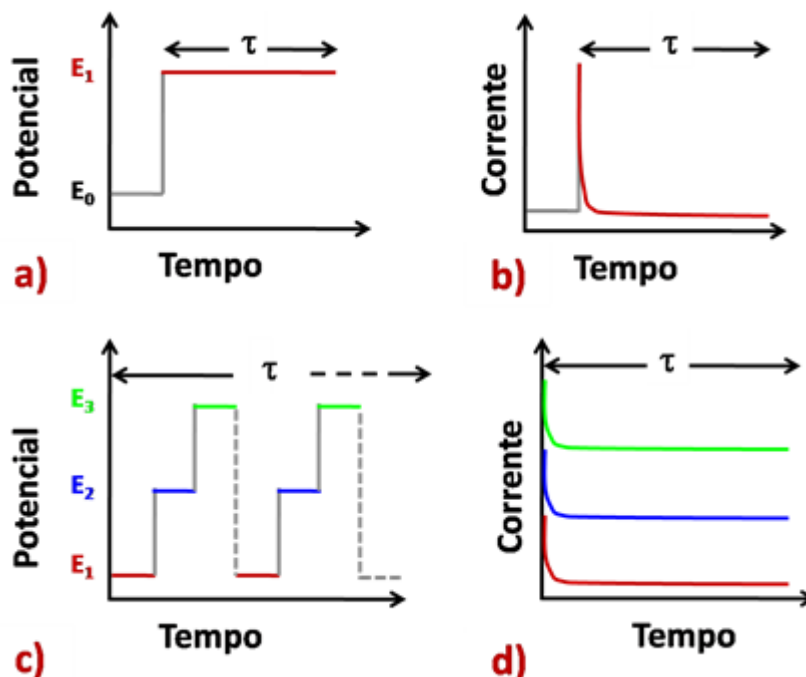 τ
E1
Potencial
E0
Tempo
a)
τ
Corrente
Tempo
b)
τ
E3
E2
Potencial
E1
Tempo
c)
τ
Corrente
Tempo
d)